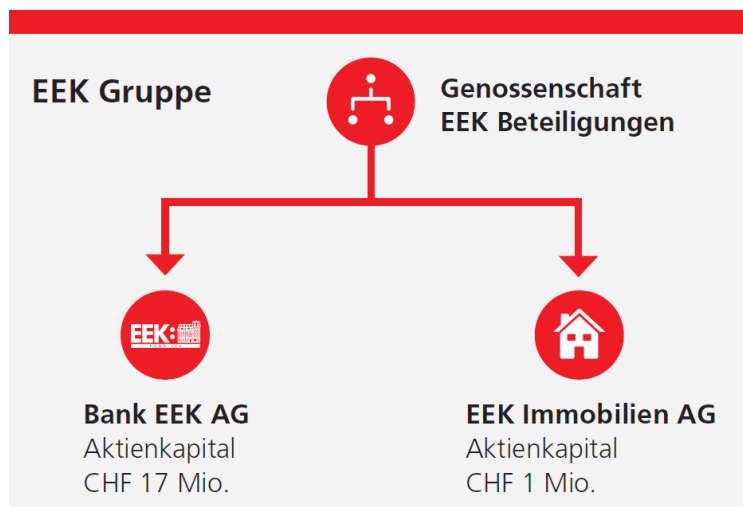 EEK Gruppe
Genossenschaft
EEK Beteiligungen
EEK:
Bank EEK AG
Aktienkapital
CHF 17 Mio.
EEK Immobilien AG
Aktienkapital
CHF 1 Mio.